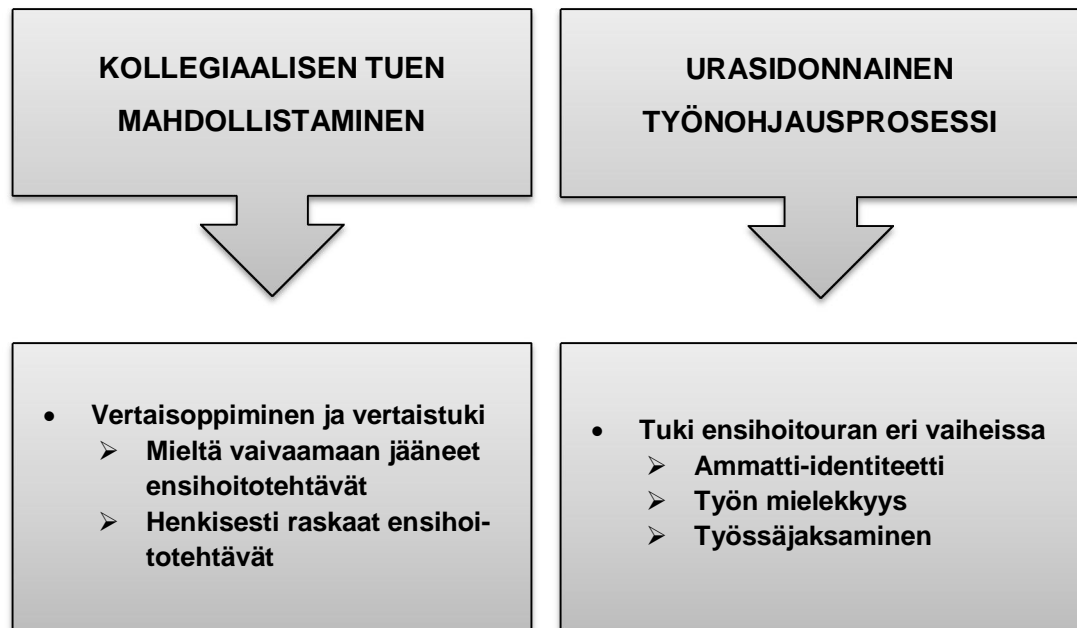 KOLLEGIAALISEN TUEN
MAHDOLLISTAMINEN
• Vertaisoppiminen ja vertaistuki
➢ Mieltä vaivaamaan jääneet
ensihoitotehtävät
➢ Henkisesti raskaat ensihoi-
totehtävät
URASIDONNAINEN
TYÖNOHJAUSPROSESSI
• Tuki ensihoitouran eri vaiheissa
➢ Ammatti-identiteetti
➢ Työn mielekkyys
➢ Työssäjaksaminen